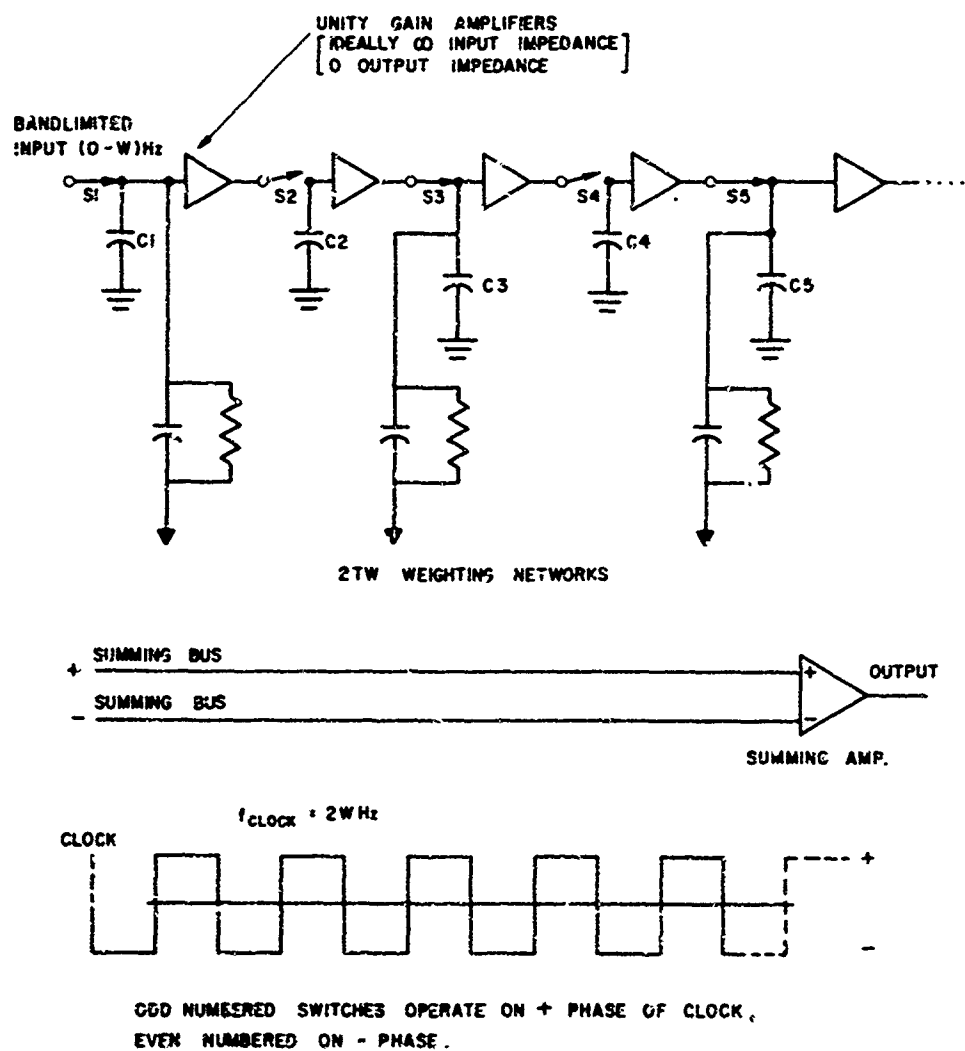 UNITY GAIN AMPLIFIERS
[IDEALLY ∞ INPUT IMPEDANCE
0 OUTPUT IMPEDANCE]
BANDLIMITED
INPUT (0-W)Hz
S1
S2
S3
S4
S5
C1
C2
C4
C3
C5
2TW WEIGHTING NETWORKS
+ SUMMING BUS
- SUMMING BUS
+
-
OUTPUT
SUMMING AMP.
fCLOCK = 2WHz
CLOCK
+
-
ODD NUMBERED SWITCHES OPERATE ON + PHASE OF CLOCK,
EVEN NUMBERED ON - PHASE.